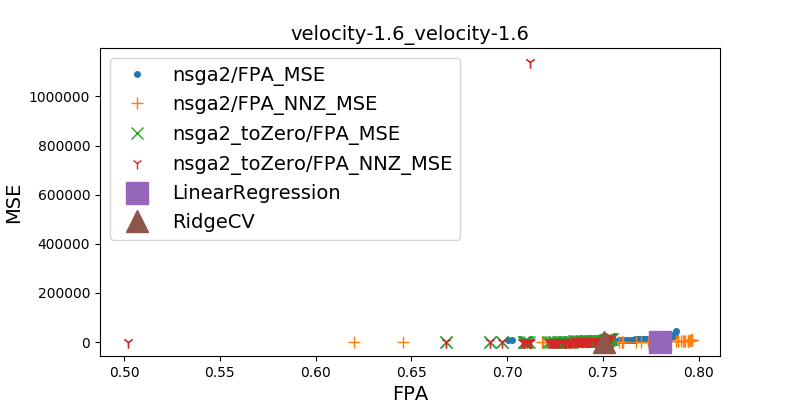 velocity-1.6_velocity-1.6
nsga2/FPA_MSE
nsga2/FPA_NNZ_MSE
nsga2_toZero/FPA_MSE
nsga2_toZero/FPA_NNZ_MSE
LinearRegression
RidgeCV
MSE
1000000
800000
600000
400000
200000
0
0.50 0.55 0.60 0.65 0.70 0.75 0.80
FPA